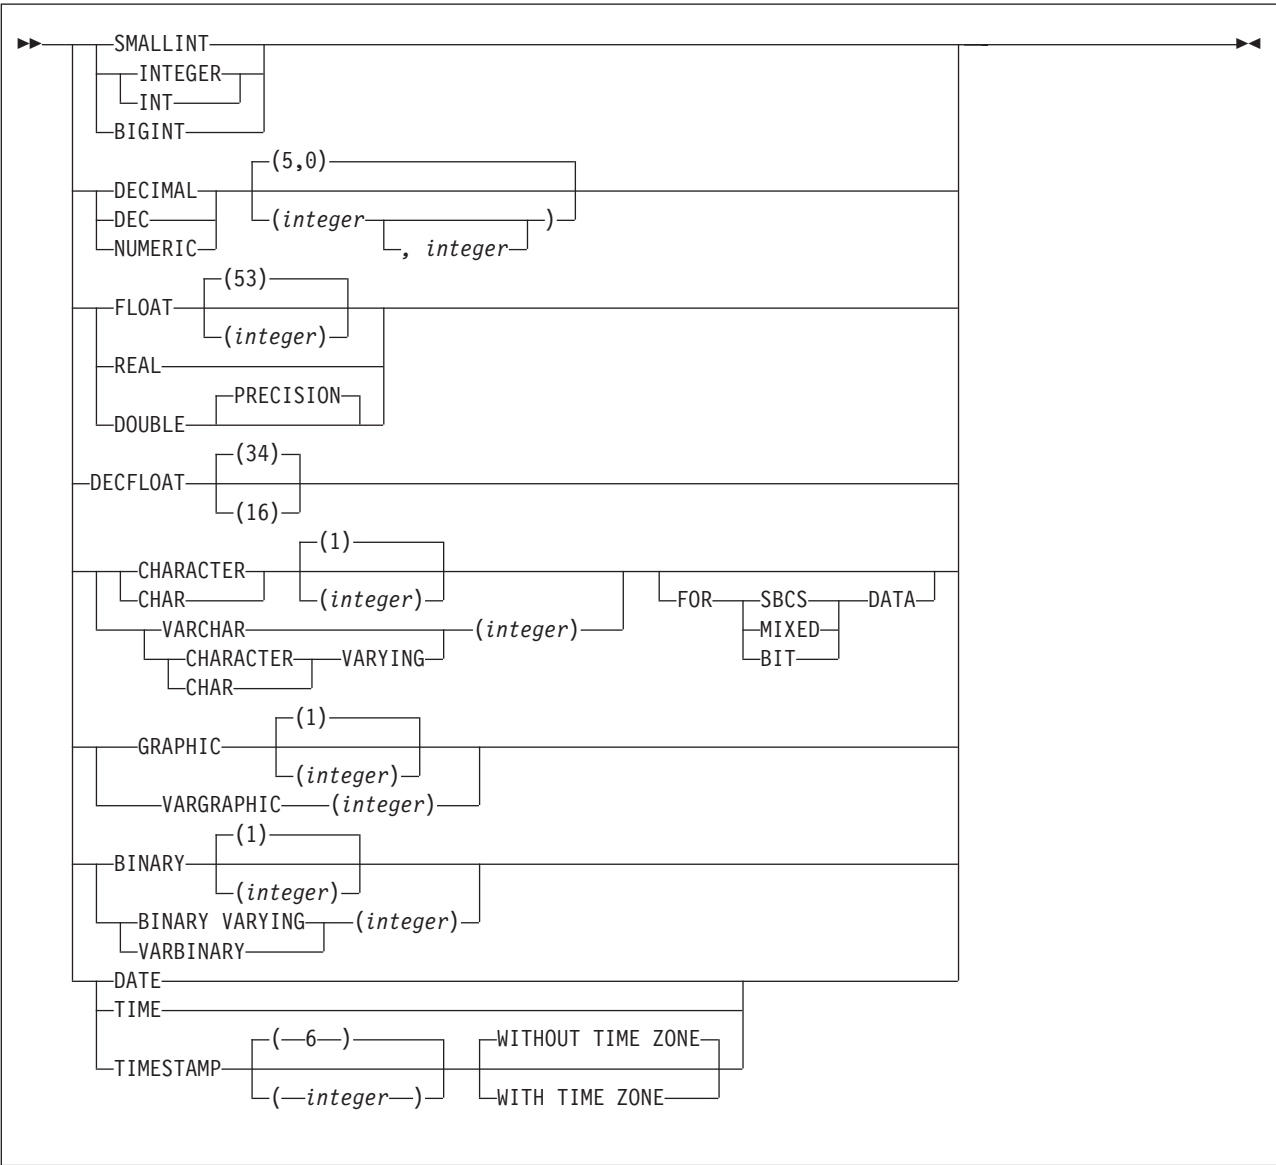 SMALLINT
INTEGER
INT
BIGINT
(5,0)
DECIMAL
DEC (integer )
NUMERIC , integer
(53)
FLOAT
(integer)
REAL
PRECISION
DOUBLE
(34)
DECFLOAT
(16)
(1)
CHARACTER
CHAR (integer) FOR SBCS DATA
VARCHAR (integer) MIXED
CHARACTER VARYING BIT
CHAR
(1)
GRAPHIC
(integer)
VARGRAPHIC (integer)
(1)
BINARY
(integer)
BINARY VARYING (integer)
VARBINARY
DATE
TIME
( 6 ) WITHOUT TIME ZONE
TIMESTAMP
( integer ) WITH TIME ZONE